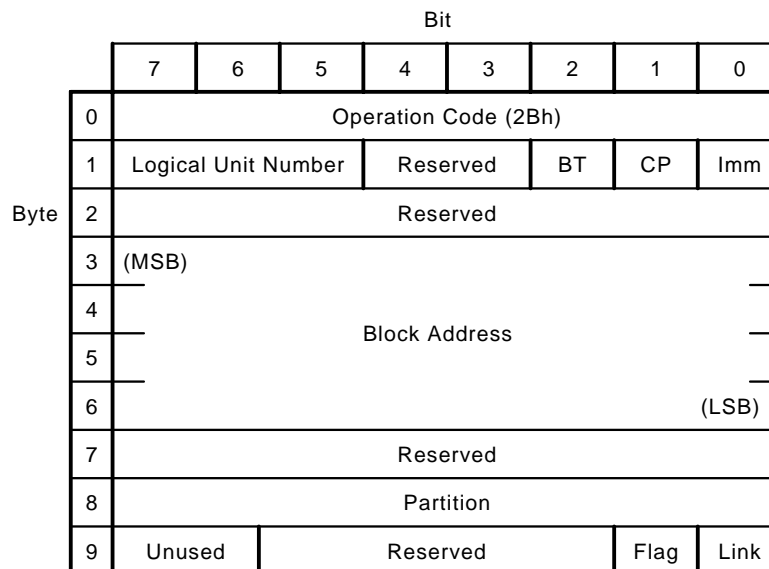 Bit
7 6 5 4 3 2 1 0
0 Operation Code (2Bh)
1 Logical Unit Number Reserved BT CP Imm
Byte 2 Reserved
3 (MSB)
4
Block Address
5
6 (LSB)
7 Reserved
8 Partition
9 Unused Reserved Flag Link